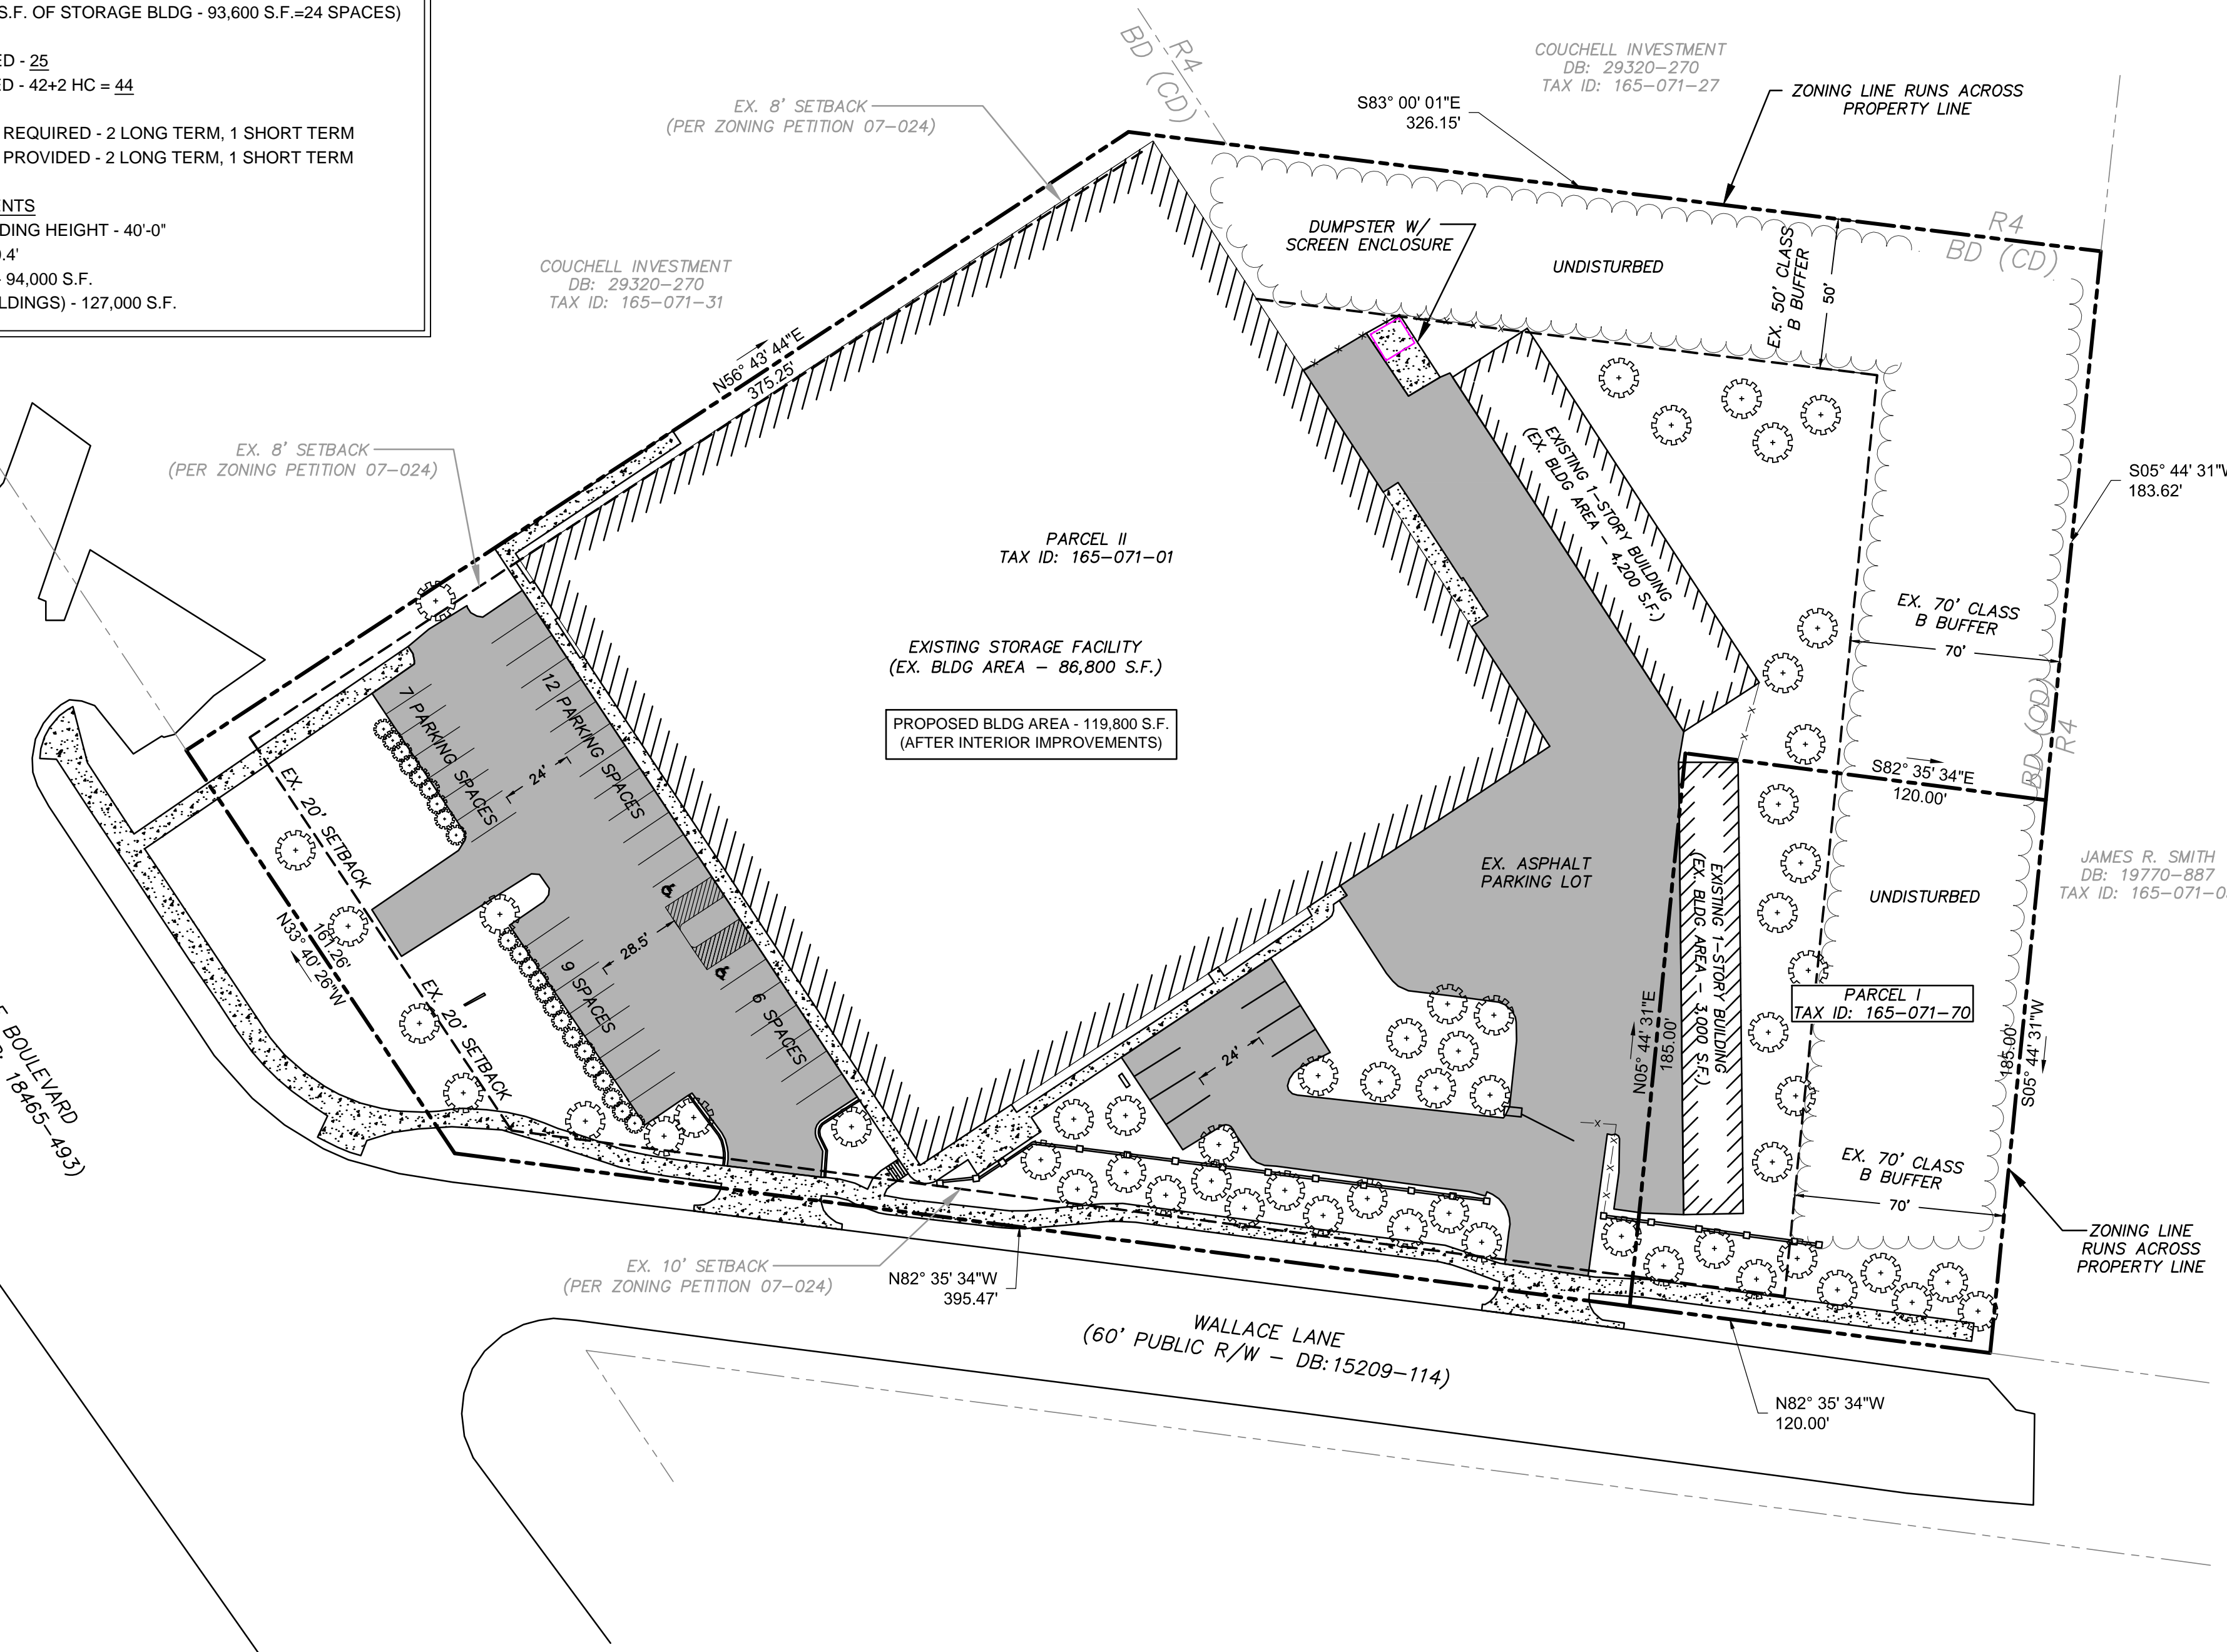 S.F. OF STORAGE BLDG - 93,600 S.F.=24 SPACES)
ED - 25
ED - 42+2 HC = 44
REQUIRED - 2 LONG TERM, 1 SHORT TERM
PROVIDED - 2 LONG TERM, 1 SHORT TERM
ENTS
DING HEIGHT - 40'-0"
.4'
- 94,000 S.F.
LDINGS) - 127,000 S.F.
R4
BD (CD)
COUCHELL INVESTMENT
DB: 29320-270
TAX ID: 165-071-27
S83° 00' 01"E
326.15'
ZONING LINE RUNS ACROSS
PROPERTY LINE
EX. 8' SETBACK
(PER ZONING PETITION 07-024)
COUCHELL INVESTMENT
DB: 29320-270
TAX ID: 165-071-31
DUMPSTER W/
SCREEN ENCLOSURE
UNDISTURBED
EX. 50' CLASS
B BUFFER
50'
R4
BD (CD)
N56° 43' 44"E
375.25'
EX. 8' SETBACK
(PER ZONING PETITION 07-024)
S05° 44' 31"W
183.62'
EXISTING 1-STORY BUILDING
(EX. BLDG AREA - 4,200 S.F.)
PARCEL II
TAX ID: 165-071-01
EXISTING STORAGE FACILITY
(EX. BLDG AREA - 86,800 S.F.)
PROPOSED BLDG AREA - 119,800 S.F.
(AFTER INTERIOR IMPROVEMENTS)
EX. 70' CLASS
B BUFFER
70'
BD (CD)
R4
7 PARKING SPACES
12 PARKING SPACES
24'
S82° 35' 34"E
120.00'
EX. 20' SETBACK
N33° 40' 26"W
161.26'
EX. 20' SETBACK
28.5'
9 SPACES
6 SPACES
EX. ASPHALT
PARKING LOT
EXISTING 1-STORY BUILDING
(EX. BLDG AREA - 3,000 S.F.)
UNDISTURBED
JAMES R. SMITH
DB: 19770-887
TAX ID: 165-071-0
PARCEL I
TAX ID: 165-071-70
24'
N05° 44' 31"E
185.00'
185.00'
S05° 44' 31"W
BOULEVARD
18465-493)
EX. 70' CLASS
B BUFFER
70'
ZONING LINE
RUNS ACROSS
PROPERTY LINE
EX. 10' SETBACK
(PER ZONING PETITION 07-024)
N82° 35' 34"W
395.47'
WALLACE LANE
(60' PUBLIC R/W - DB:15209-114)
N82° 35' 34"W
120.00'